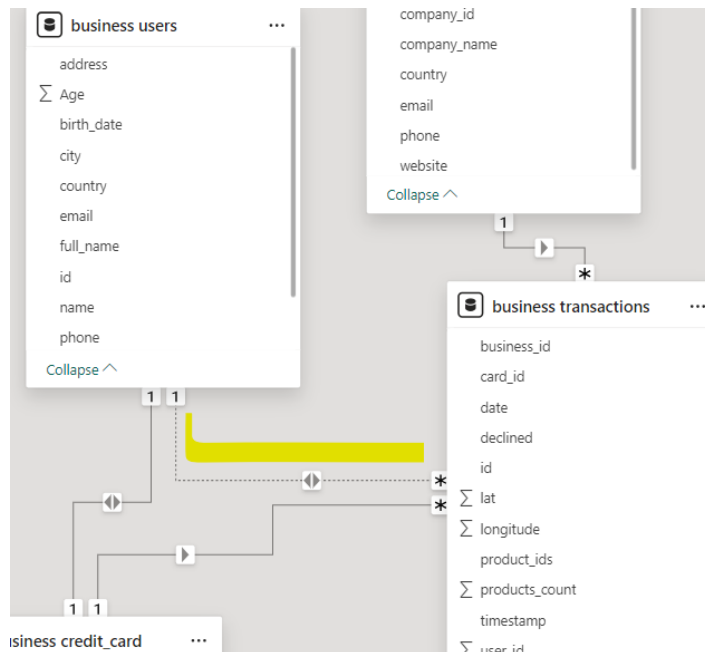 business users
...
address
Σ Age
birth_date
city
country
email
full_name
id
name
phone
Collapse
company_id
company_name
country
email
phone
website
Collapse
1
*
business transactions
...
business_id
card_id
date
declined
id
Σ lat
Σ longitude
product_ids
Σ products_count
timestamp
Σ user_id
1 1
*
*
1 1
business credit_card
...